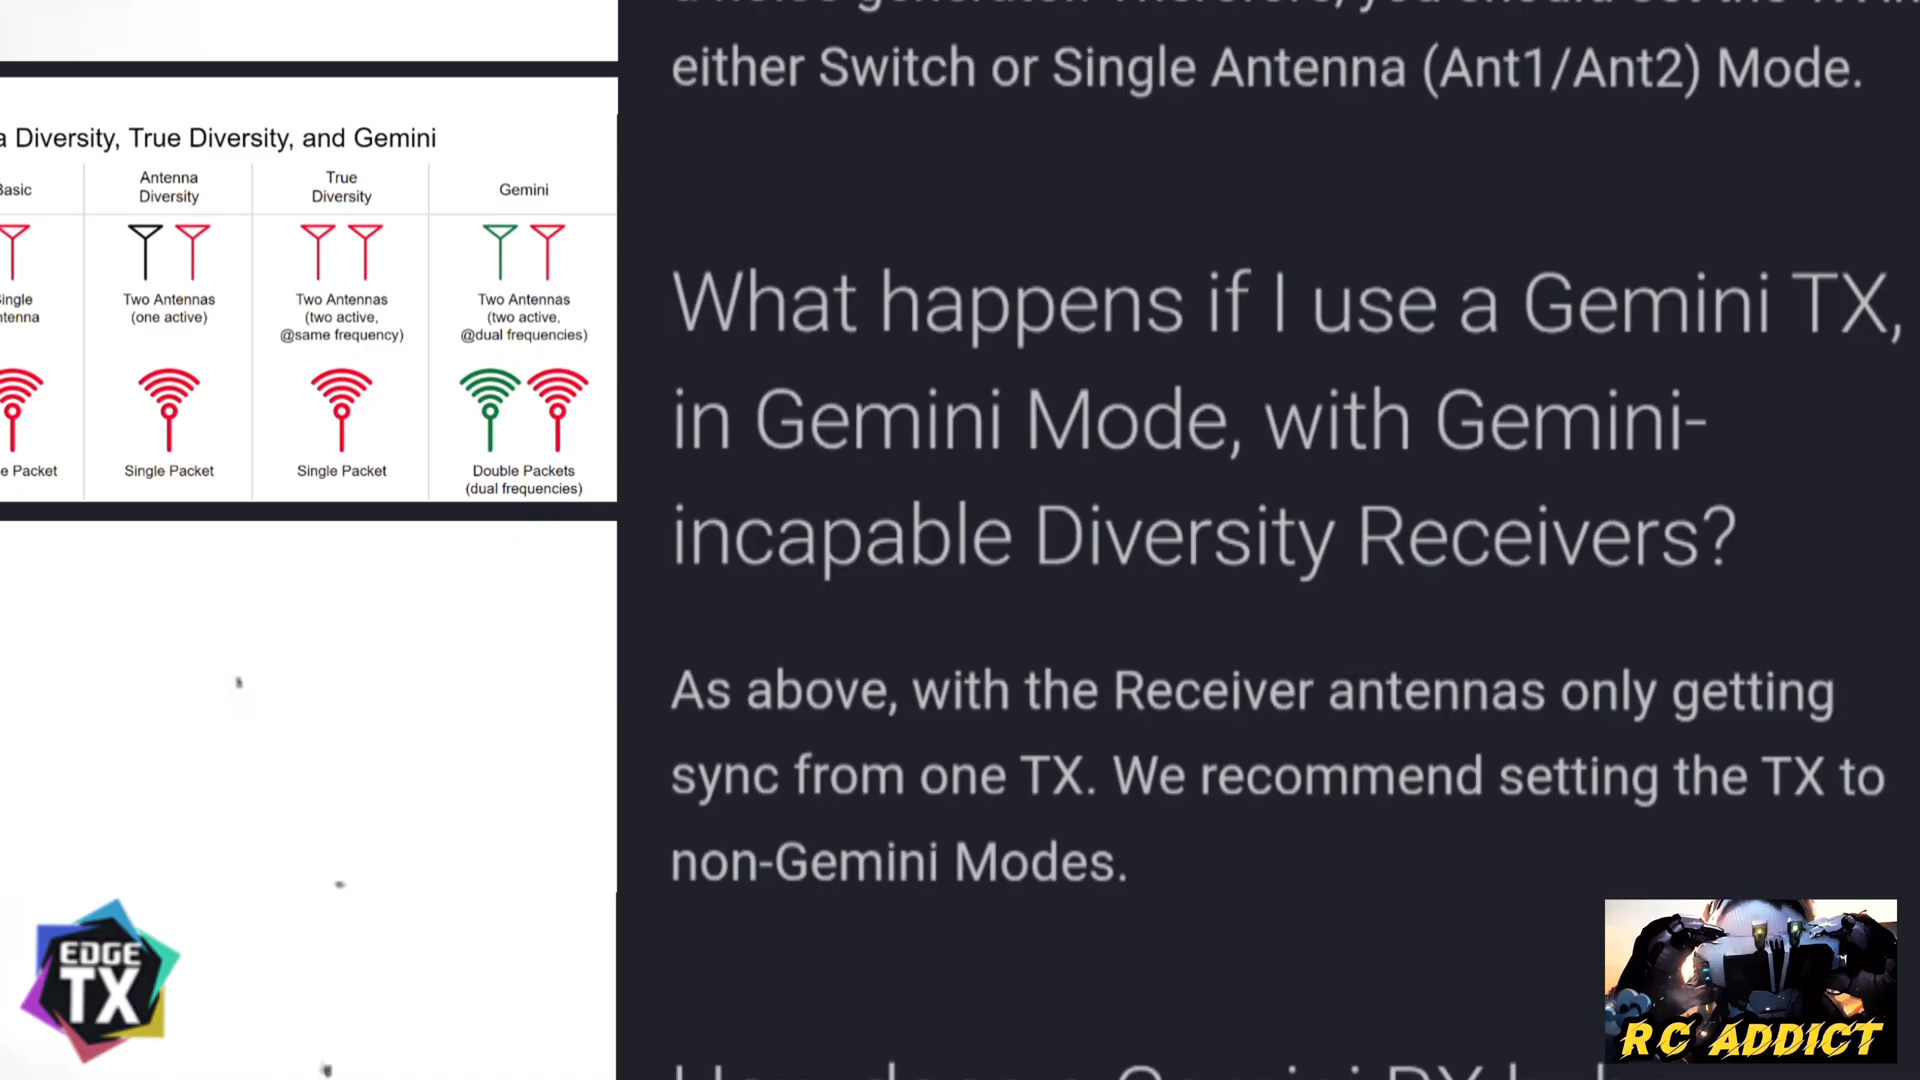 either Switch or Single Antenna (Ant1/Ant2) Mode.
Diversity, True Diversity, and Gemini
Antenna
Diversity
True
Diversity
Gemini
Two Antennas
(one active)
Two Antennas
(two active,
@same frequency)
Two Antennas
(two active,
@dual frequencies)
Packet
Single Packet
Single Packet
Double Packets
(dual frequencies)
What happens if I use a Gemini TX,
in Gemini Mode, with Gemini-
incapable Diversity Receivers?
As above, with the Receiver antennas only getting
sync from one TX. We recommend setting the TX to
non-Gemini Modes.
EDGE
TX
RC ADDICT